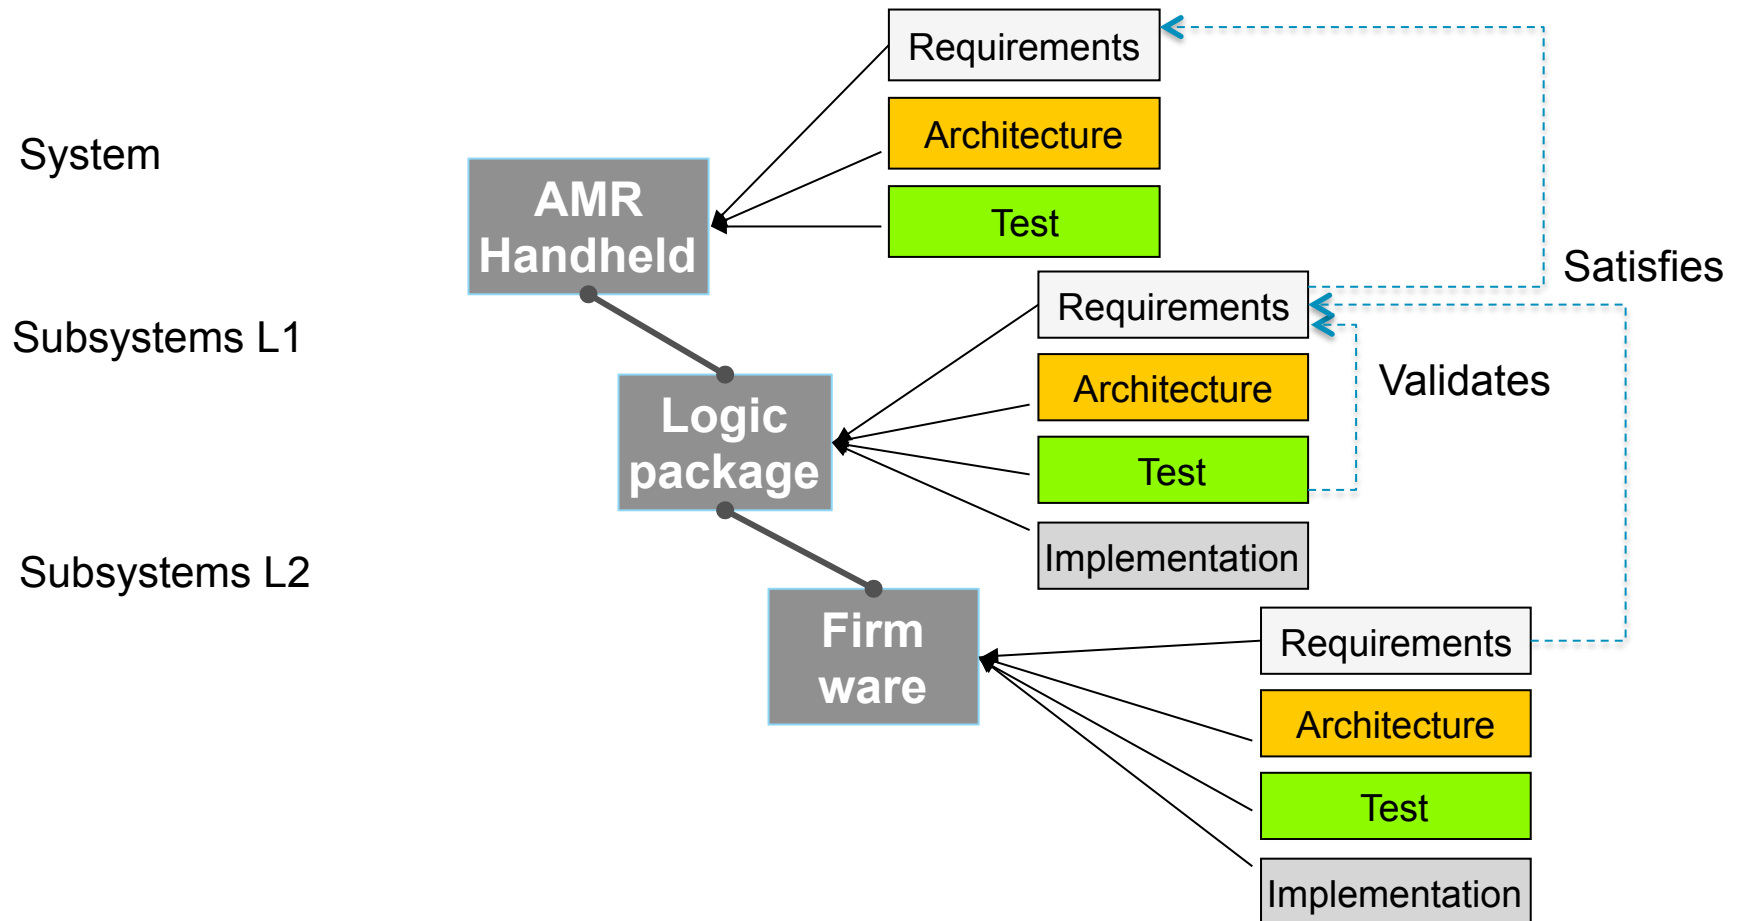 System
Subsystems L1
Subsystems L2
AMR
Handheld
Requirements
Architecture
Test
Logic
package
Requirements
Architecture
Test
Implementation
Firm
ware
Requirements
Architecture
Test
Implementation
Satisfies
Validates